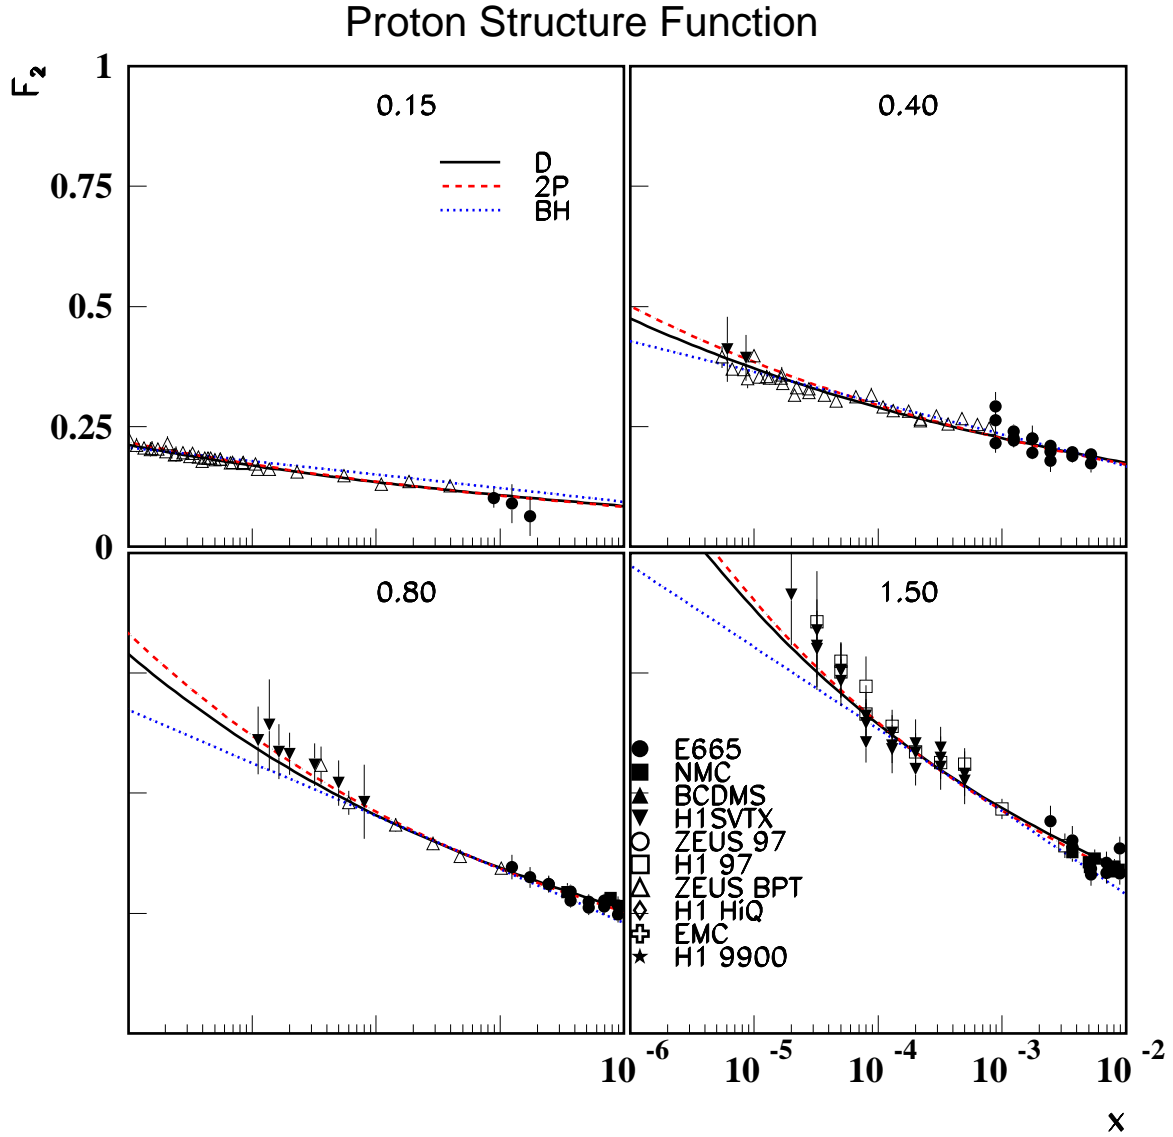 Proton Structure Function
F2
1
0.75
0.5
0.25
0
0.15
D
2P
BH
0.40
0.80
1.50
E665
NMC
BCDMS
H1SVTX
ZEUS 97
H1 97
ZEUS BPT
H1 HiQ
EMC
H1 9900
10 -6
10 -5
10 -4
10 -3
10 -2
x